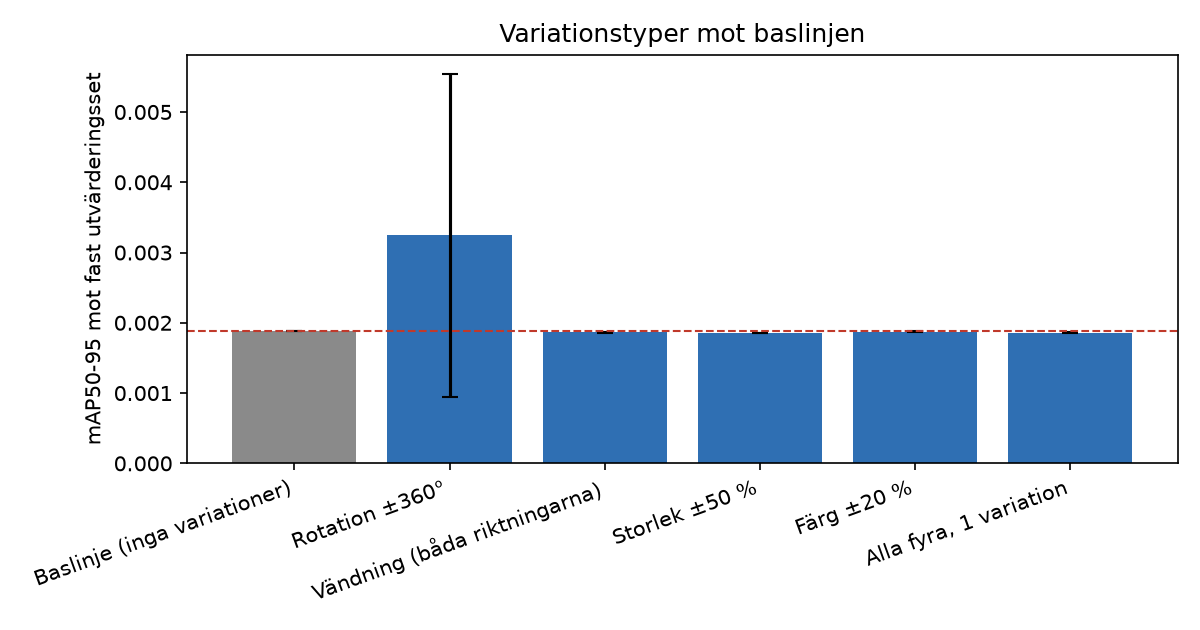 Variationstyper mot baslinjen
mAP50-95 mot fast utvärderingsset
0.005
0.004
0.003
0.002
0.001
0.000
Baslinje (inga variationer)
Rotation ±360°
Vändning (båda riktningarna)
Storlek ±50 %
Färg ±20 %
Alla fyra, 1 variation